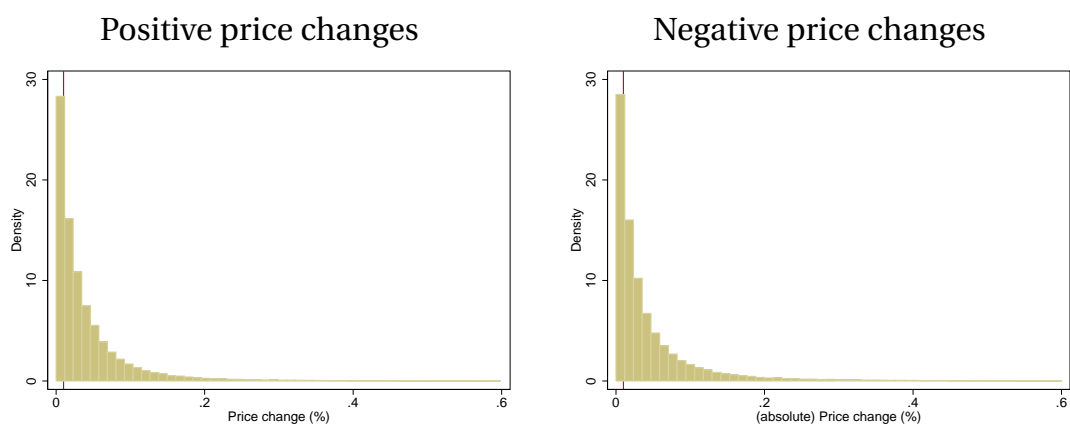 Positive price changes
30
20
10
0
Density
0 .2 .4 .6
Price change (%)
Negative price changes
30
20
10
0
Density
0 .2 .4 .6
(absolute) Price change (%)